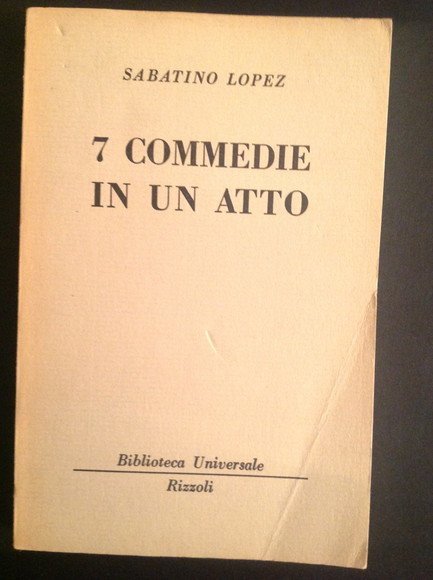 SABATINO LOPEZ
7 COMMEDIE
IN UN ATTO
Biblioteca Universale
Rizzoli